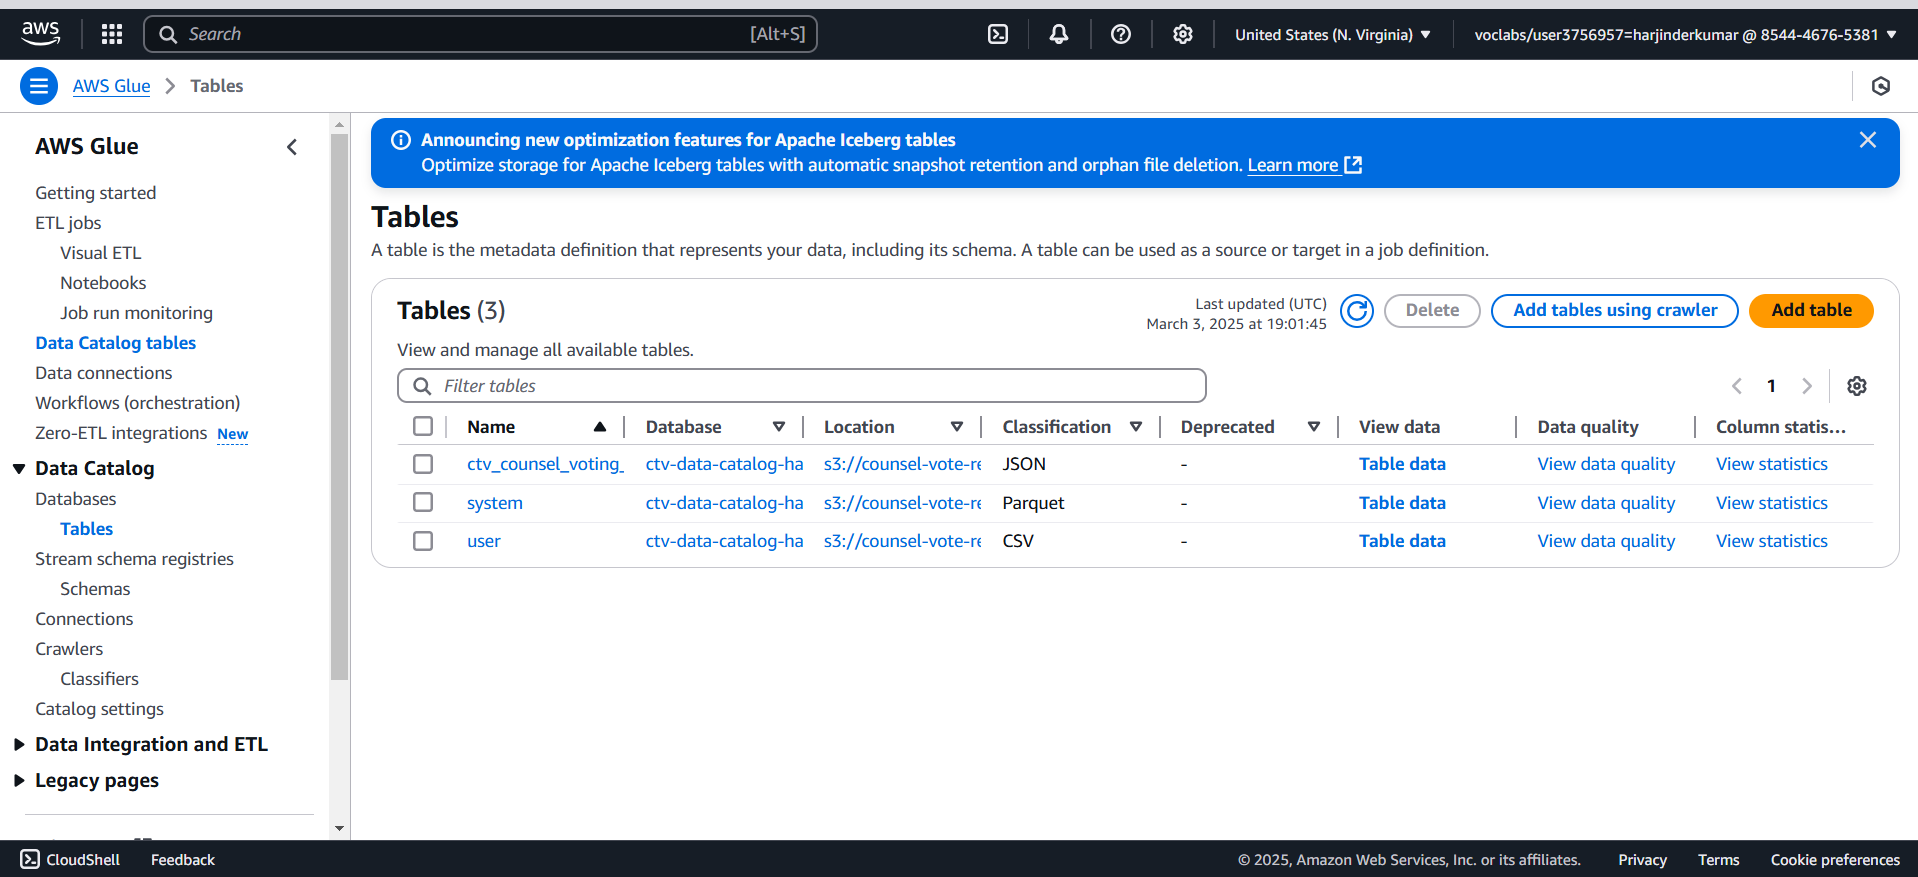 aws
Search [Alt+S]
United States (N. Virginia)
voclabs/user3756957=harjinderkumar @ 8544-4676-5381
AWS Glue > Tables
AWS Glue
Getting started
ETL jobs
Visual ETL
Notebooks
Job run monitoring
Data Catalog tables
Data connections
Workflows (orchestration)
Zero-ETL integrations New
Data Catalog
Databases
Tables
Stream schema registries
Schemas
Connections
Crawlers
Classifiers
Catalog settings
Data Integration and ETL
Legacy pages
Announcing new optimization features for Apache Iceberg tables
Optimize storage for Apache Iceberg tables with automatic snapshot retention and orphan file deletion. Learn more
Tables
A table is the metadata definition that represents your data, including its schema. A table can be used as a source or target in a job definition.
Tables (3)
Last updated (UTC)
March 3, 2025 at 19:01:45
Delete
Add tables using crawler
Add table
View and manage all available tables.
Filter tables
1
Name Database Location Classification Deprecated View data Data quality Column statis...
ctv_counsel_voting_ ctv-data-catalog-ha s3://counsel-vote-re JSON - Table data View data quality View statistics
system ctv-data-catalog-ha s3://counsel-vote-re Parquet - Table data View data quality View statistics
user ctv-data-catalog-ha s3://counsel-vote-re CSV - Table data View data quality View statistics
CloudShell Feedback
© 2025, Amazon Web Services, Inc. or its affiliates. Privacy Terms Cookie preferences